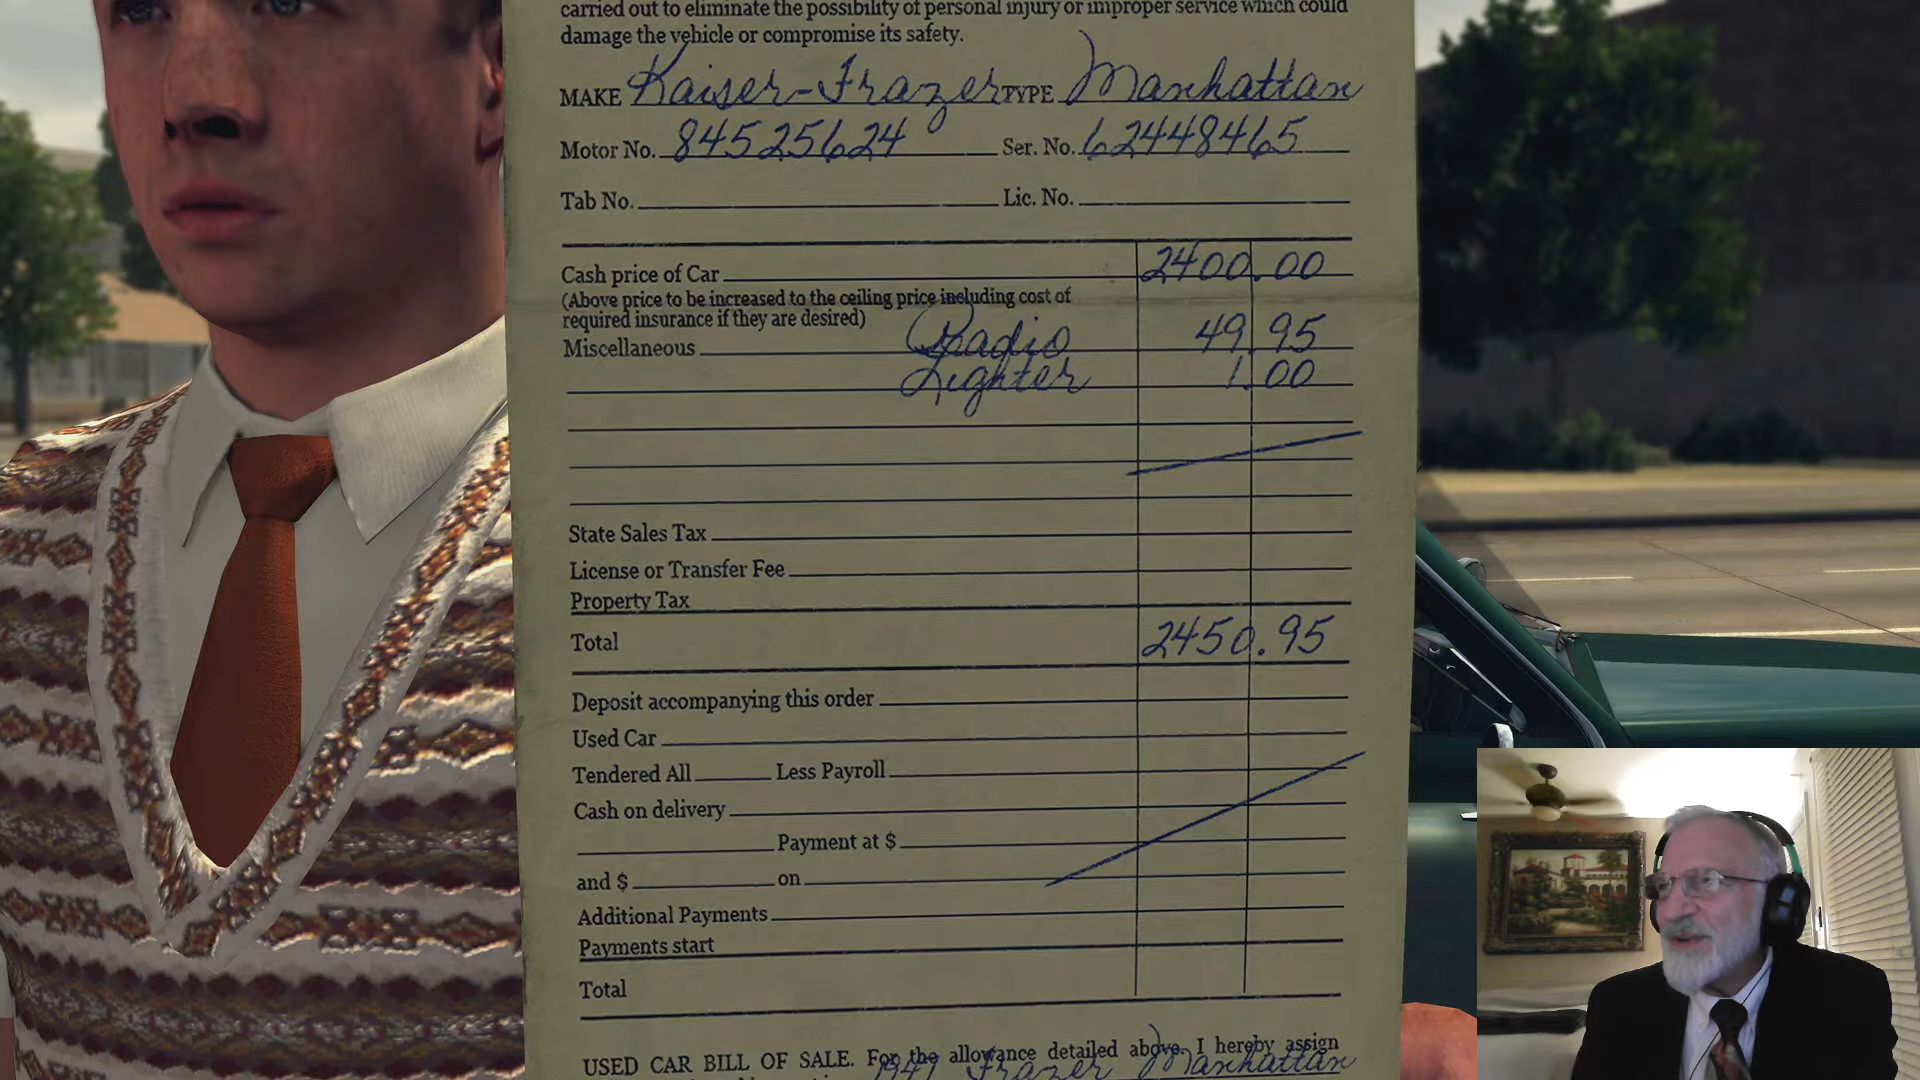 carried out to eliminate the possibility of personal injury or improper service which could
damage the vehicle or compromise its safety.
MAKE Kaiser-Frazer TYPE Manhattan
Motor No. 84525624 Ser. No. 62448465
Tab No. Lic. No.
Cash price of Car 2400.00
(Above price to be increased to the ceiling price including cost of
required insurance if they are desired)
Miscellaneous Radio 49.95
Lighter 1.00
State Sales Tax
License or Transfer Fee
Property Tax
Total 2450.95
Deposit accompanying this order
Used Car
Tendered All Less Payroll
Cash on delivery
Payment at $
and $ on
Additional Payments
Payments start
Total
USED CAR BILL OF SALE. For the allowance detailed above, I hereby assign
1947 Frazer Manhattan